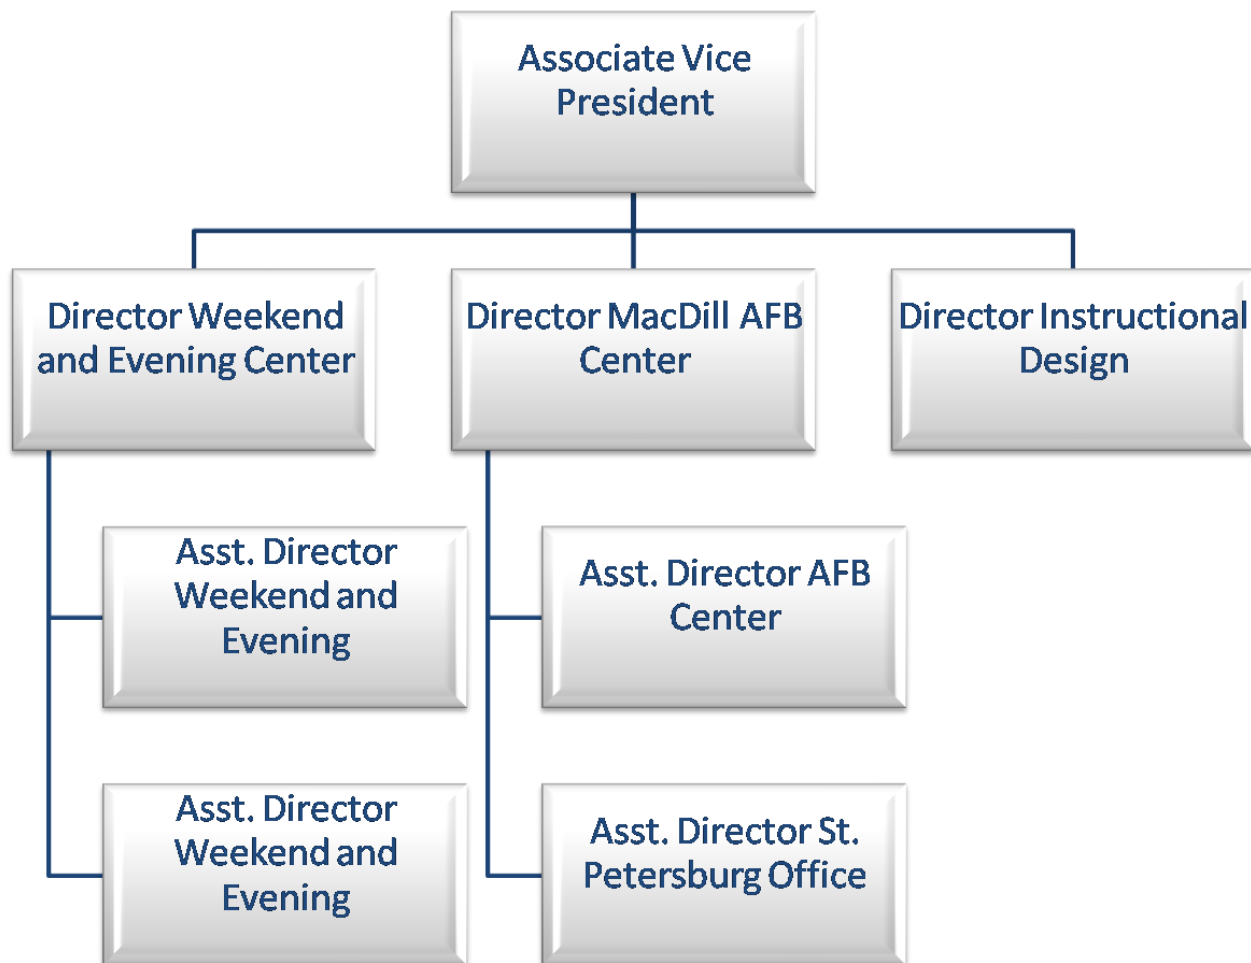 Associate Vice
President
Director Weekend
and Evening Center
Director MacDill AFB
Center
Director Instructional
Design
Asst. Director
Weekend and
Evening
Asst. Director AFB
Center
Asst. Director
Weekend and
Evening
Asst. Director St.
Petersburg Office